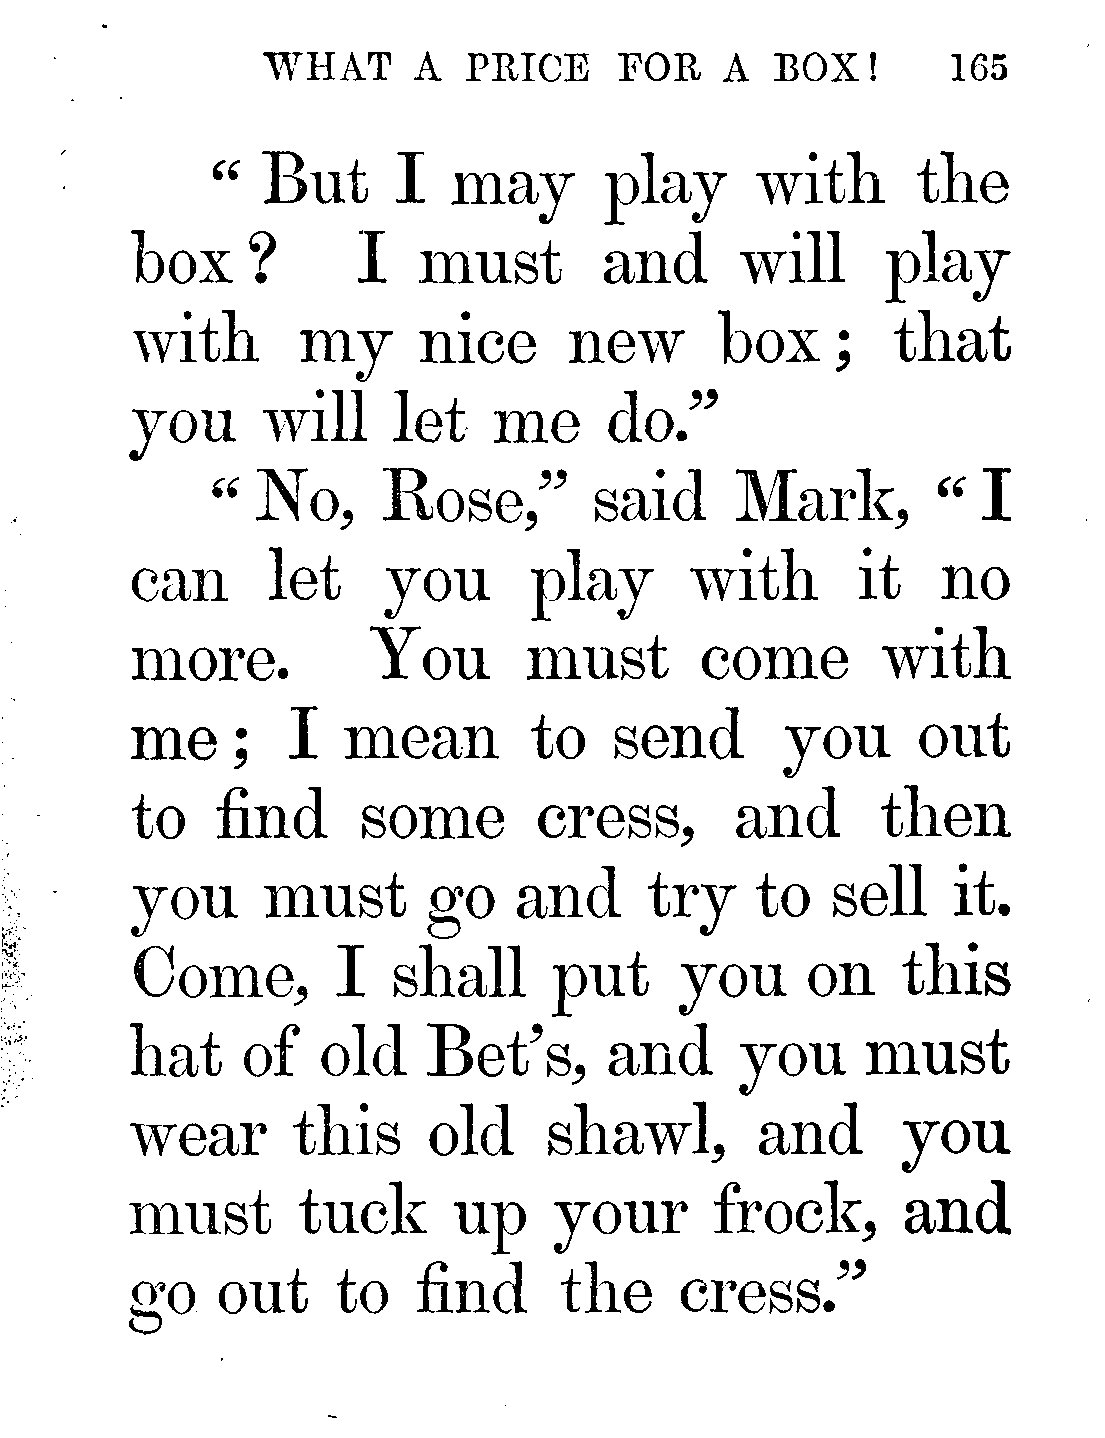 WHAT A PRICE FOR A BOX! 165
“ But I may play with the
box ? I must and will play
with my nice new box ; that
you will let me do.”
“ No, Rose,” said Mark, “ I
can let you play with it no
more. You must come with
me ; I mean to send you out
to find some cress, and then
you must go and try to sell it.
Come, I shall put you on this
hat of old Bet’s, and you must
wear this old shawl, and you
must tuck up your frock, and
go out to find the cress.”